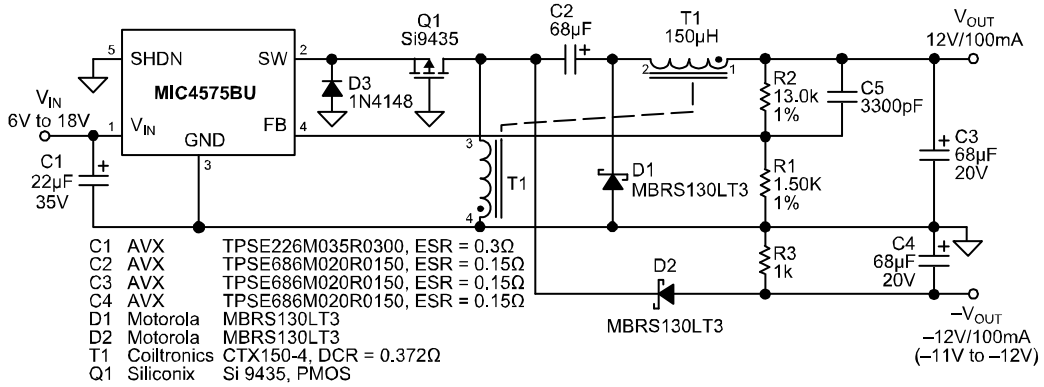 Q1
Si9435
C2
68µF
+
T1
150µH
2
1
VOUT
12V/100mA
5
SHDN
SW
2
MIC4575BU
D3
1N4148
R2
13.0k
1%
C5
3300pF
VIN
6V to 18V
1
VIN
FB
4
GND
3
C1
22µF
35V
+
3
T1
4
D1
MBRS130LT3
R1
1.50K
1%
+
C3
68µF
20V
R3
1k
C4
68µF
20V
+
D2
MBRS130LT3
–VOUT
–12V/100mA
(–11V to –12V)
C1 AVX TPSE226M035R0300, ESR = 0.3Ω
C2 AVX TPSE686M020R0150, ESR = 0.15Ω
C3 AVX TPSE686M020R0150, ESR = 0.15Ω
C4 AVX TPSE686M020R0150, ESR = 0.15Ω
D1 Motorola MBRS130LT3
D2 Motorola MBRS130LT3
T1 Coiltronics CTX150-4, DCR = 0.372Ω
Q1 Siliconix Si 9435, PMOS